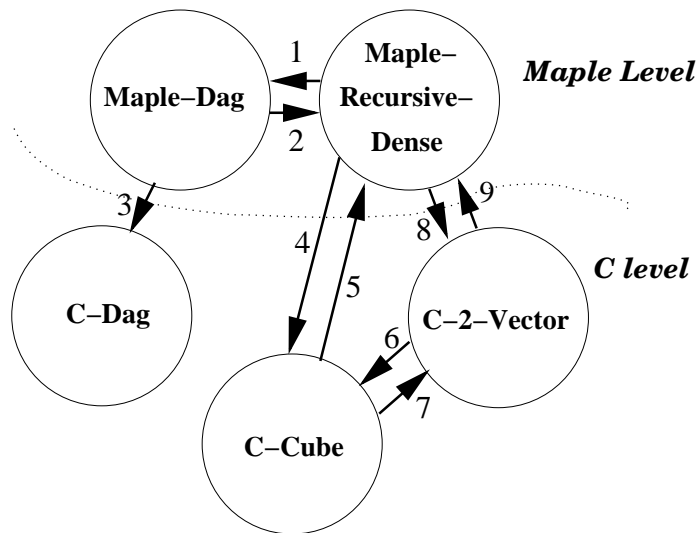 1
Maple–
Recursive–
Dense
Maple Level
Maple–Dag
2
3
4
8
9
C level
5
C–Dag
C–2–Vector
6
7
C–Cube